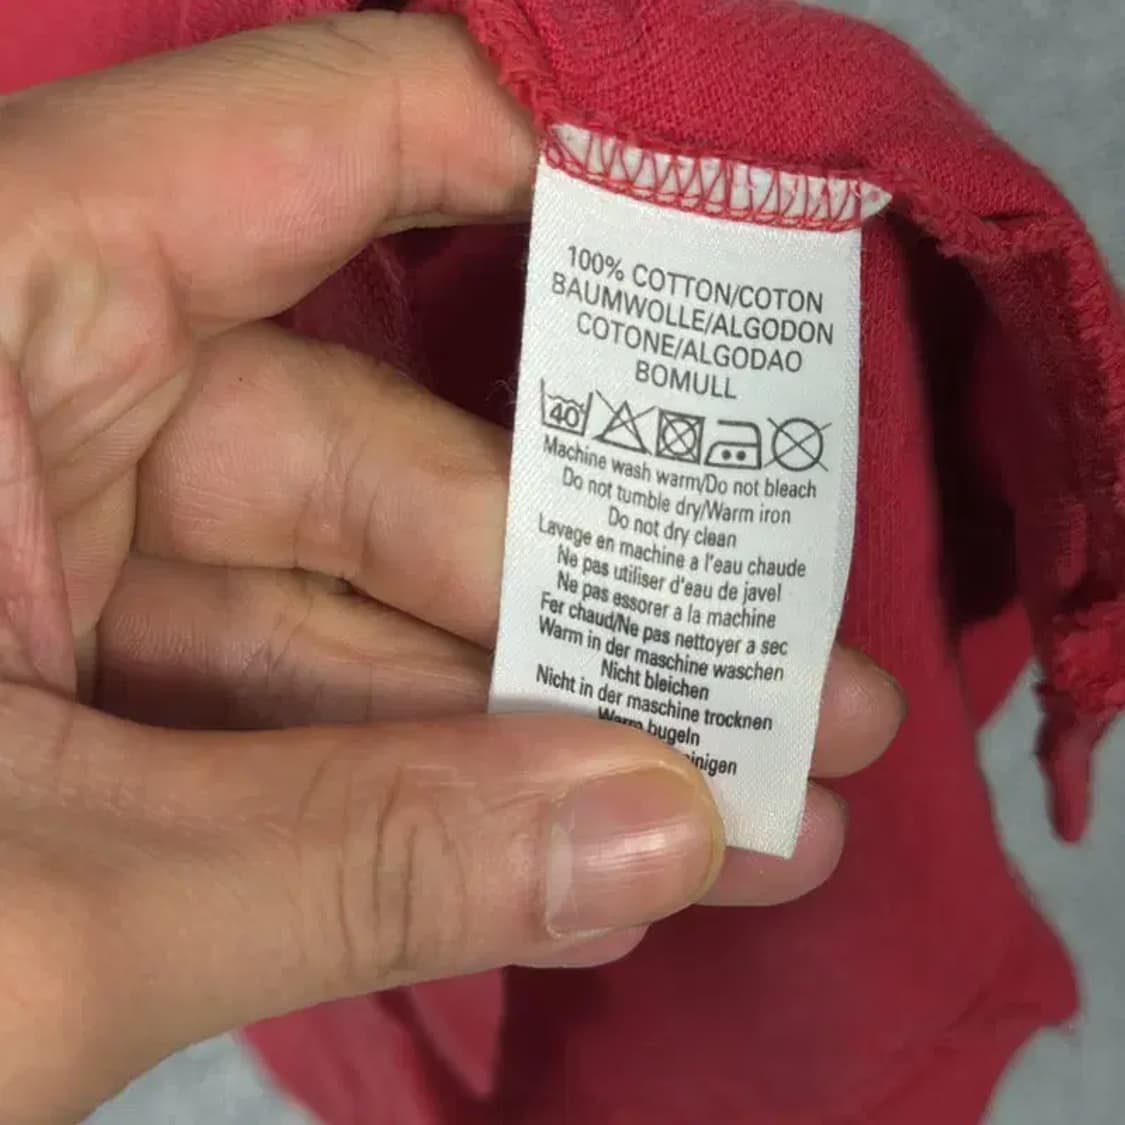 100% COTTON/COTON
BAUMWOLLE/ALGODON
COTONE/ALGODAO
BOMULL
40
Machine wash warm/Do not bleach
Do not tumble dry/Warm iron
Do not dry clean
Lavage en machine a l'eau chaude
Ne pas utiliser d'eau de javel
Ne pas essorer a la machine
Fer chaud/Ne pas nettoyer a sec
Warm in der maschine waschen
Nicht bleichen
Nicht in der maschine trocknen
Warm bugeln